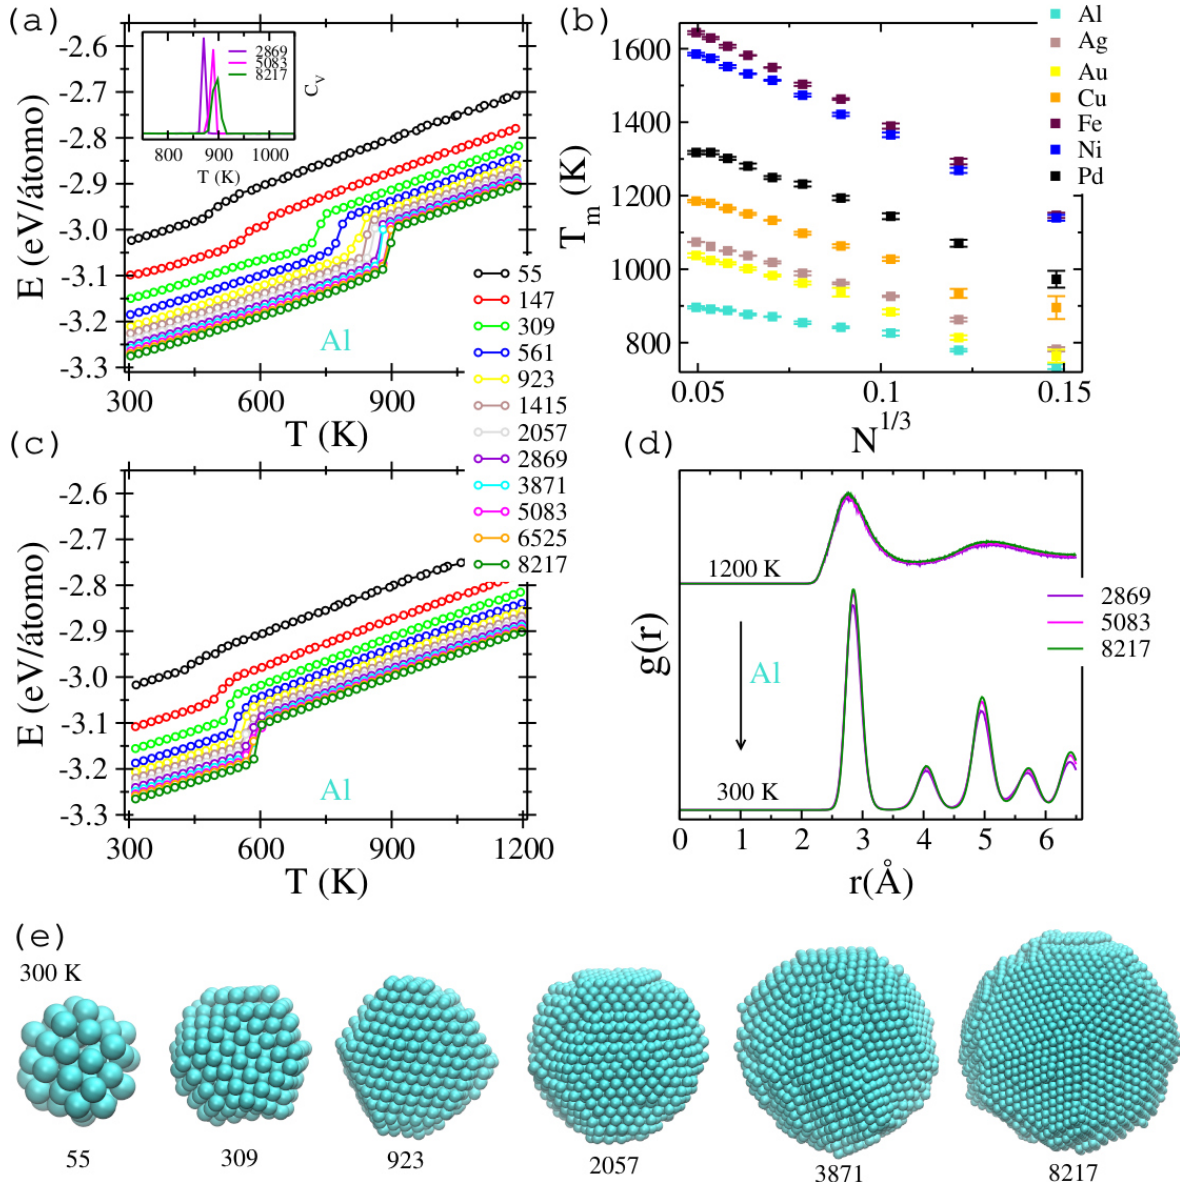 (a)
-2.6
-2.7
-2.8
-2.9
-3.0
-3.1
-3.2
-3.3
E (eV/átomo)
300 600 900
T (K)
Al
2869
5083
8217
C_V
800 900 1000
T (K)
55
147
309
561
923
1415
2057
2869
3871
5083
6525
8217
(b)
1600
1400
1200
1000
800
T_m (K)
0.05 0.1 0.15
N^1/3
Al
Ag
Au
Cu
Fe
Ni
Pd
(c)
-2.6
-2.7
-2.8
-2.9
-3.0
-3.1
-3.2
-3.3
E (eV/átomo)
300 600 900 1200
T (K)
Al
(d)
g(r)
1200 K
Al
300 K
0 1 2 3 4 5 6
r(Å)
2869
5083
8217
(e)
300 K
55 309 923 2057 3871 8217